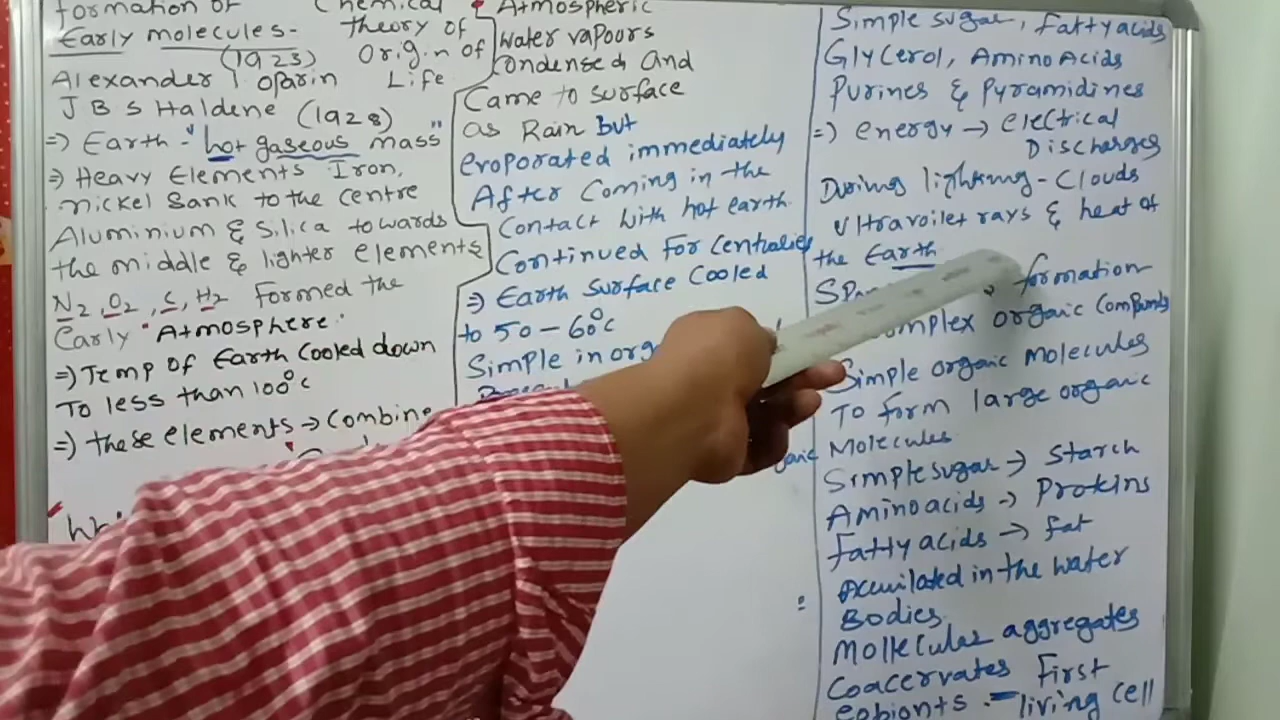 formation of Chemical
Early molecules- theory of
(1923) Origin of
Alexander I oparin Life
J B S Haldene (1928)
=> Earth - "hot gaseous mass"
=> Heavy Elements Iron,
nickel Sank to the centre
Aluminium & Silica towards
the middle & lighter elements
N2, O2, C, H2 Formed the
Early "Atmosphere"
=> Temp of Earth Cooled down
To less than 100°c
=> these elements → Combine
Atmospheric
water vapours
Condensed And
Came to surface
as Rain But
evoporated immediately
After Coming in the
Contact with hot earth
Continued For Centuries
=> Earth Surface Cooled
to 50 - 60°c
Simple in org
Simple sugar, fatty acids
Glycerol, Amino Acids
Purines & Pyramidines
=> energy → electrical
Discharges
During lightning - Clouds
Ultravoilet rays & heat of
the Earth
formation
complex organic Compounds
Simple organic Molecules
To form large organic
Molecules
Simple sugar → Starch
Amino acids → Proteins
fatty acids → fat
in the water
Bodies
Mollecular aggregates
Coacervates First
eobionts = living cell